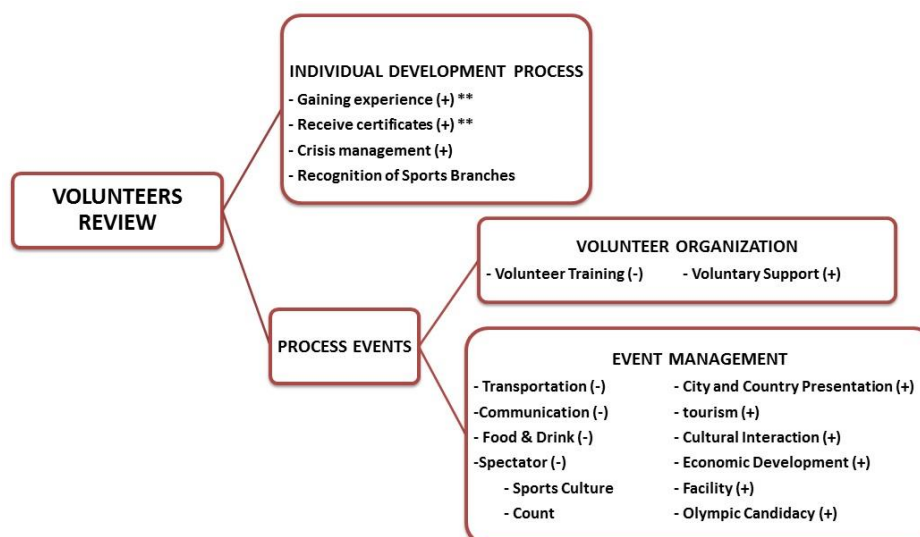 INDIVIDUAL DEVELOPMENT PROCESS
- Gaining experience (+) **
- Receive certificates (+) **
- Crisis management (+)
- Recognition of Sports Branches
VOLUNTEERS
REVIEW
VOLUNTEER ORGANIZATION
- Volunteer Training (-) - Voluntary Support (+)
PROCESS EVENTS
EVENT MANAGEMENT
- Transportation (-) - City and Country Presentation (+)
-Communication (-) - tourism (+)
- Food & Drink (-) - Cultural Interaction (+)
-Spectator (-) - Economic Development (+)
- Sports Culture - Facility (+)
- Count - Olympic Candidacy (+)